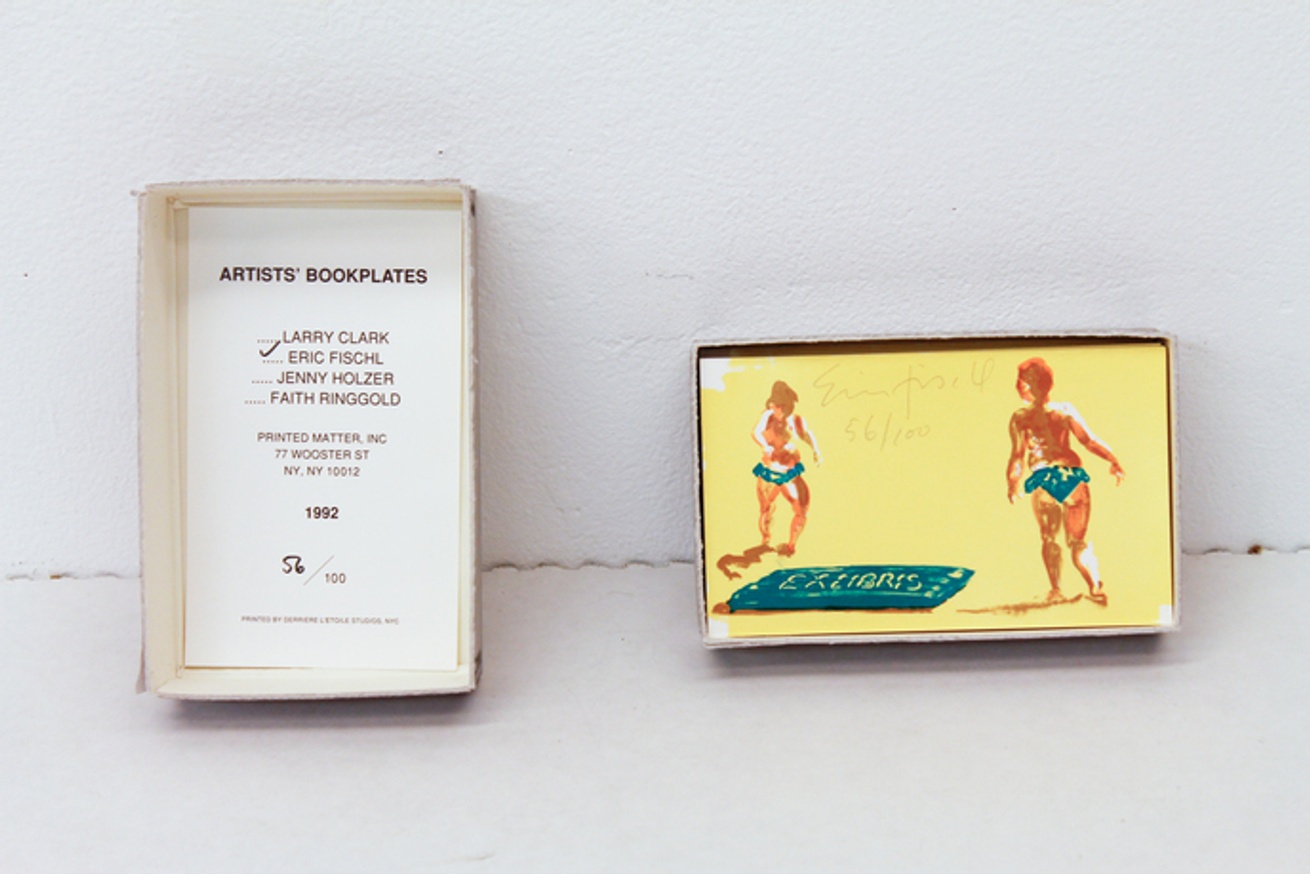 ARTISTS' BOOKPLATES
..... LARRY CLARK
✓..... ERIC FISCHL
..... JENNY HOLZER
..... FAITH RINGGOLD
PRINTED MATTER, INC
77 WOOSTER ST
NY, NY 10012
1992
56/100
PRINTED BY DERRIERE L'ETOILE STUDIOS, NYC
Eric Fischl
56/100
EX LIBRIS